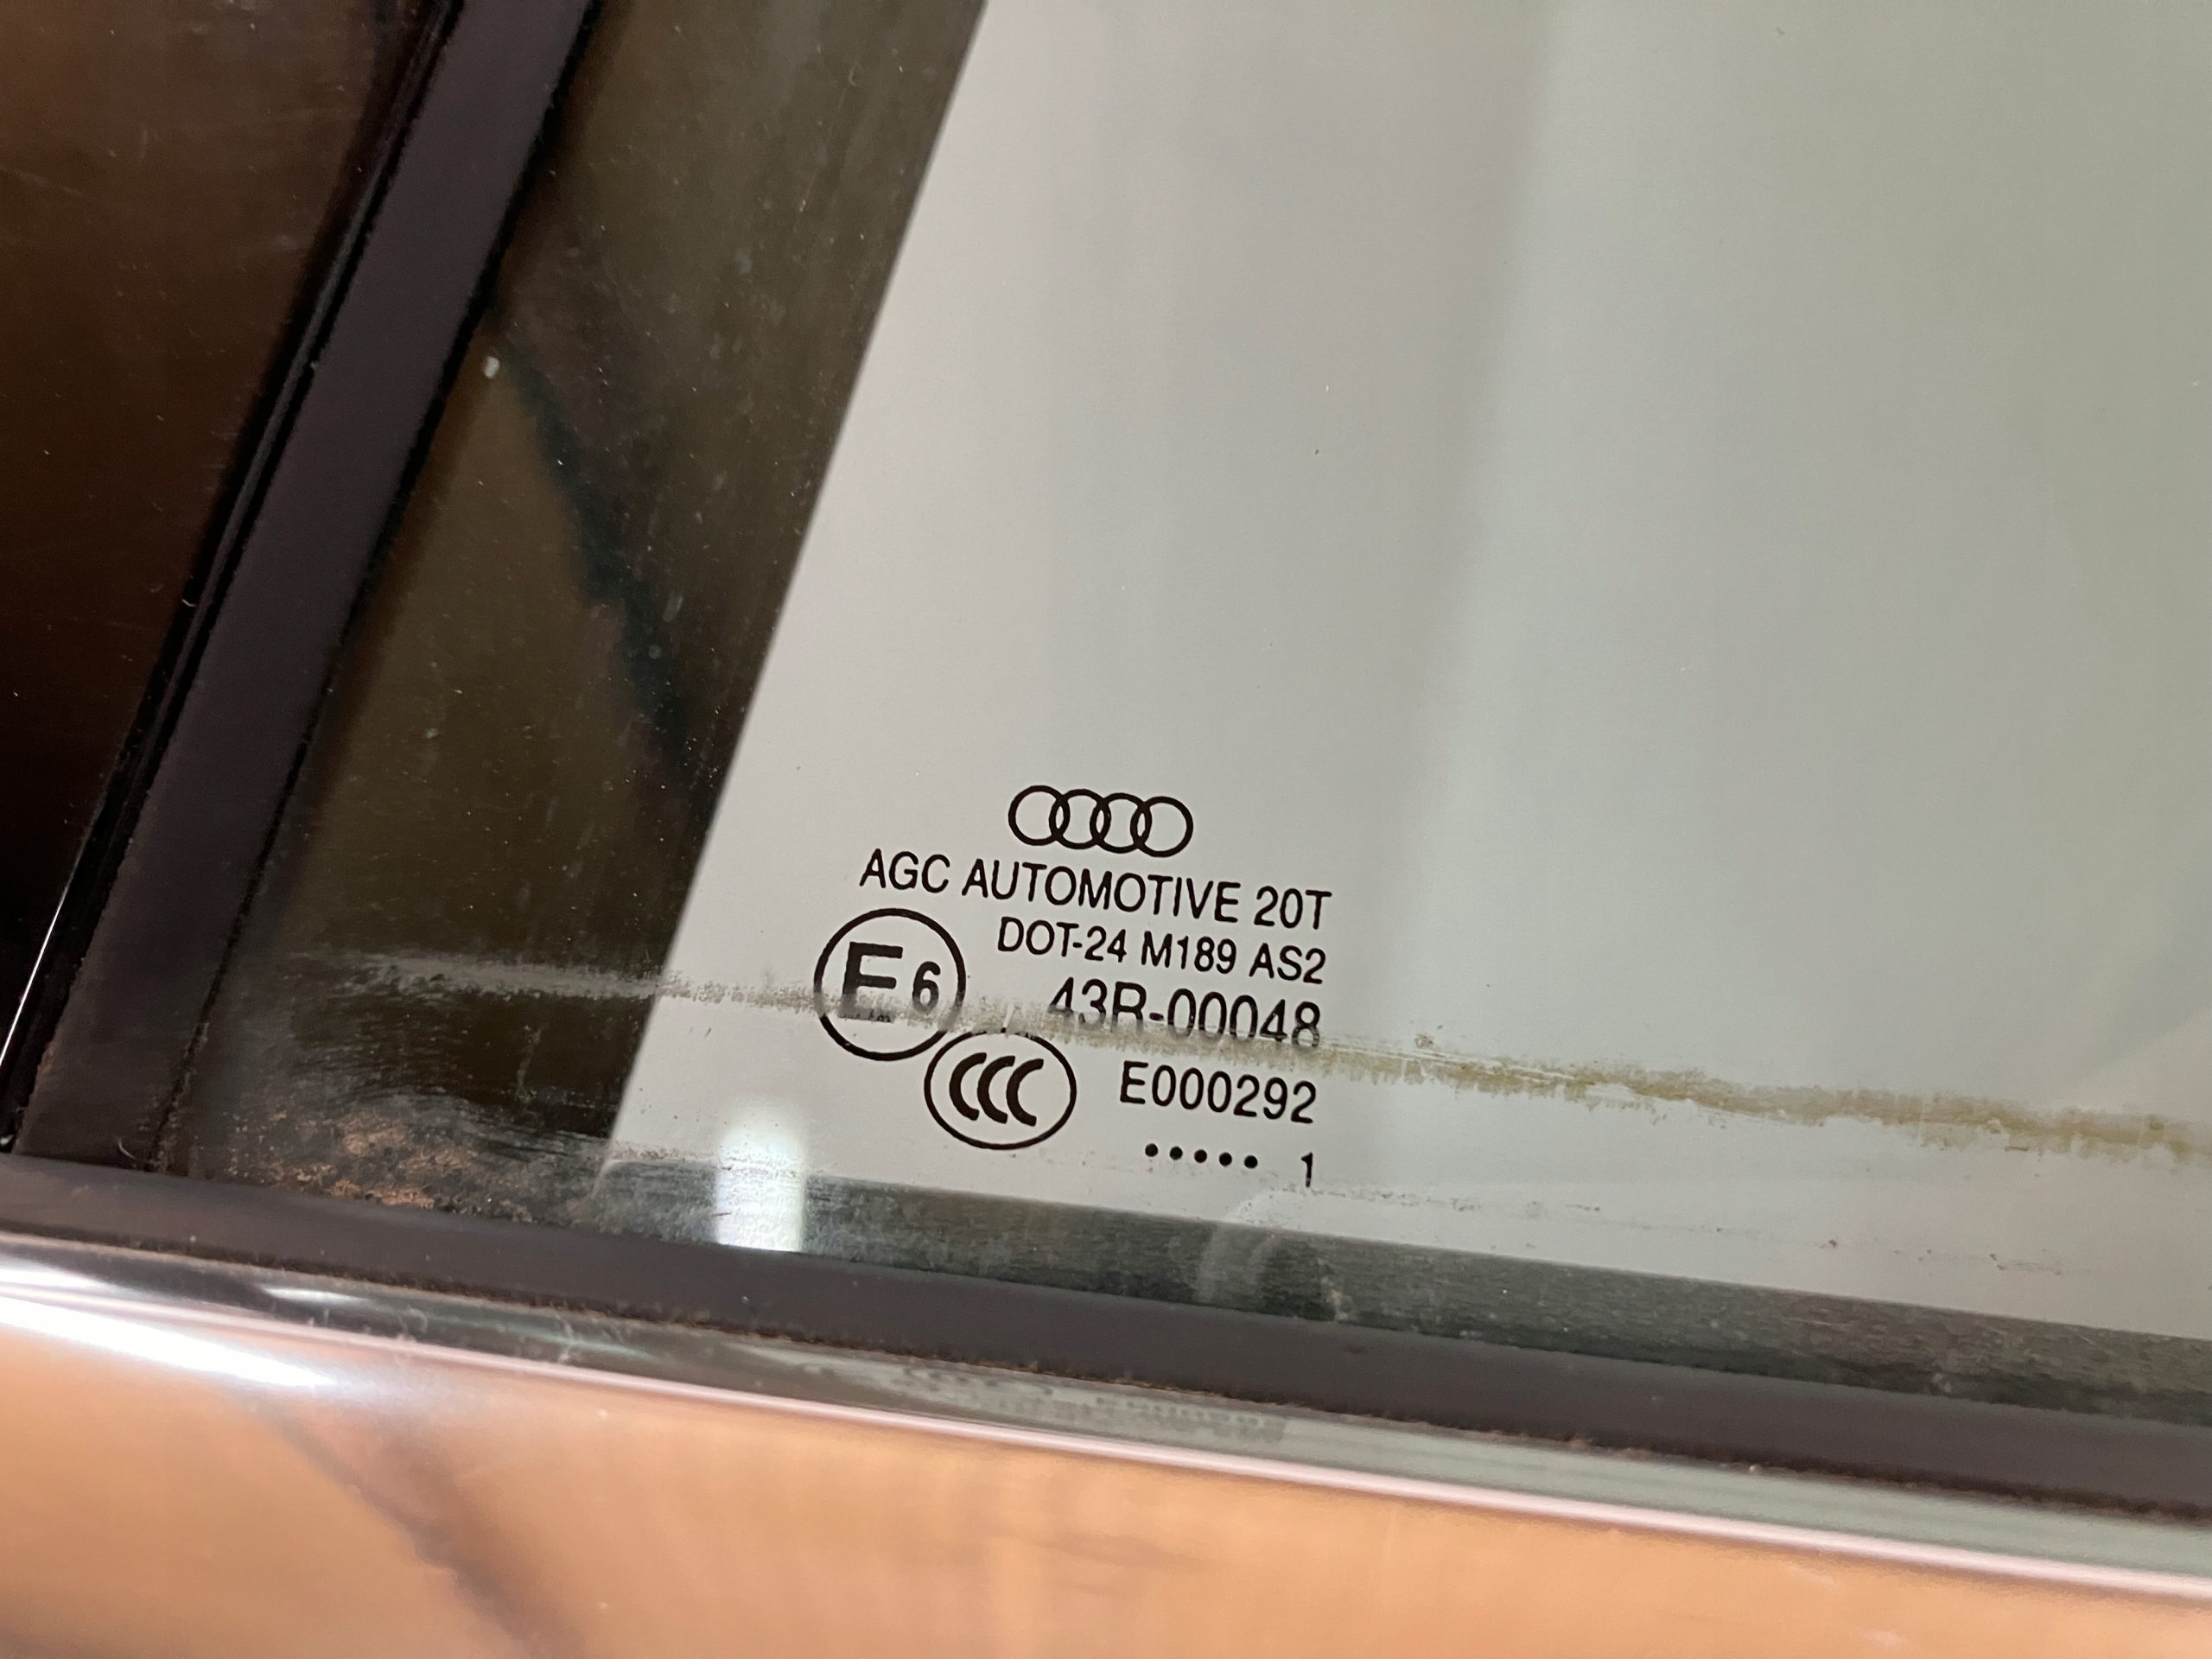 AGC AUTOMOTIVE 20T
DOT-24 M189 AS2
E6 43R-00048
CCC E000292
..... 1